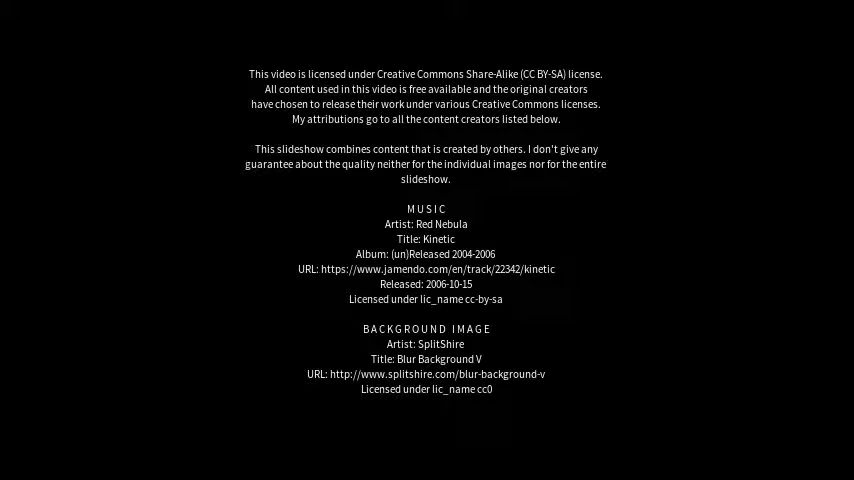 This video is licensed under Creative Commons Share-Alike (CC BY-SA) license.
All content used in this video is free available and the original creators
have chosen to release their work under various Creative Commons licenses.
My attributions go to all the content creators listed below.
This slideshow combines content that is created by others. I don't give any
guarantee about the quality neither for the individual images nor for the entire
slideshow.
MUSIC
Artist: Red Nebula
Title: Kinetic
Album: (un)Released 2004-2006
URL: https://www.jamendo.com/en/track/22342/kinetic
Released: 2006-10-15
Licensed under lic_name cc-by-sa
BACKGROUND IMAGE
Artist: SplitShire
Title: Blur Background V
URL: http://www.splitshire.com/blur-background-v
Licensed under lic_name cc0